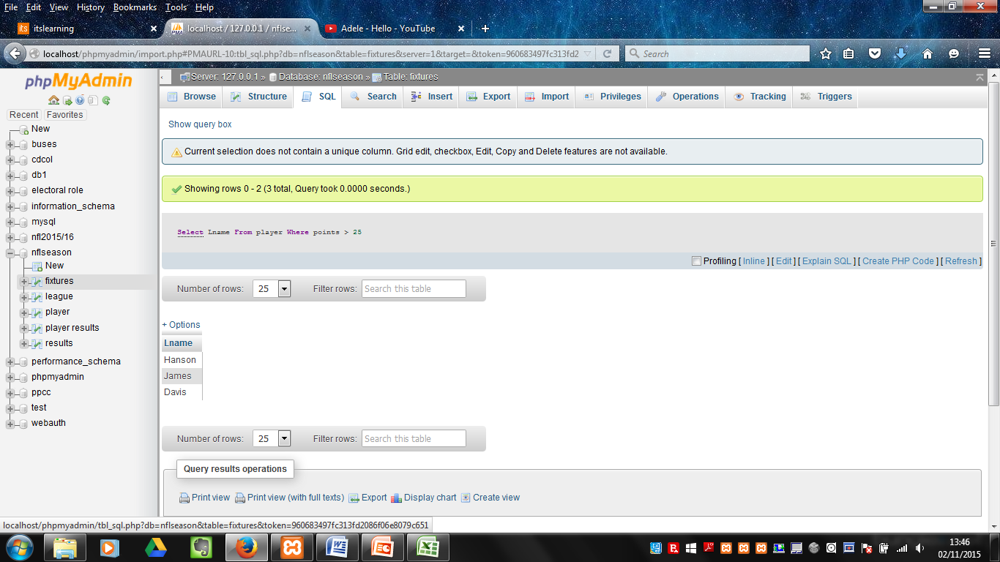 File Edit View History Bookmarks Tools Help
its itslearning localhost / 127.0.0.1 / nflse... Adele - Hello - YouTube
localhost/phpmyadmin/import.php#PMAURL-10:tbl_sql.php?db=nflseason&table=fixtures&server=1&target=&token=960683497fc313fd2 Search
phpMyAdmin
Recent Favorites
New
buses
cdcol
db1
electoral role
information_schema
mysql
nfl2015/16
nflseason
New
fixtures
league
player
player results
results
performance_schema
phpmyadmin
ppcc
test
webauth
Server: 127.0.0.1 » Database: nflseason » Table: fixtures
Browse Structure SQL Search Insert Export Import Privileges Operations Tracking Triggers
Show query box
Current selection does not contain a unique column. Grid edit, checkbox, Edit, Copy and Delete features are not available.
Showing rows 0 - 2 (3 total, Query took 0.0000 seconds.)
Select Lname From player Where points > 25
Profiling [ Inline ] [ Edit ] [ Explain SQL ] [ Create PHP Code ] [ Refresh ]
Number of rows: 25 Filter rows: Search this table
+ Options
Lname
Hanson
James
Davis
Number of rows: 25 Filter rows: Search this table
Query results operations
Print view Print view (with full texts) Export Display chart Create view
localhost/phpmyadmin/tbl_sql.php?db=nflseason&table=fixtures&token=960683497fc313fd2086f06e8079c651
13:46
02/11/2015